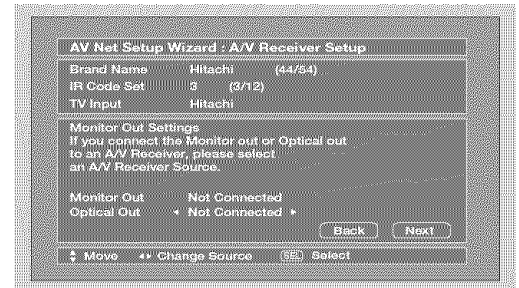 AV Net Setup Wizard : A/V Receiver Setup
Brand Name Hitachi (44/54)
IR Code Set 3 (3/12)
TV Input Hitachi
Monitor Out Settings
If you connect the Monitor out or Optical out
to an A/V Receiver, please select
an A/V Receiver Source.
Monitor Out Not Connected
Optical Out Not Connected
Back Next
Move Change Source SEL Select